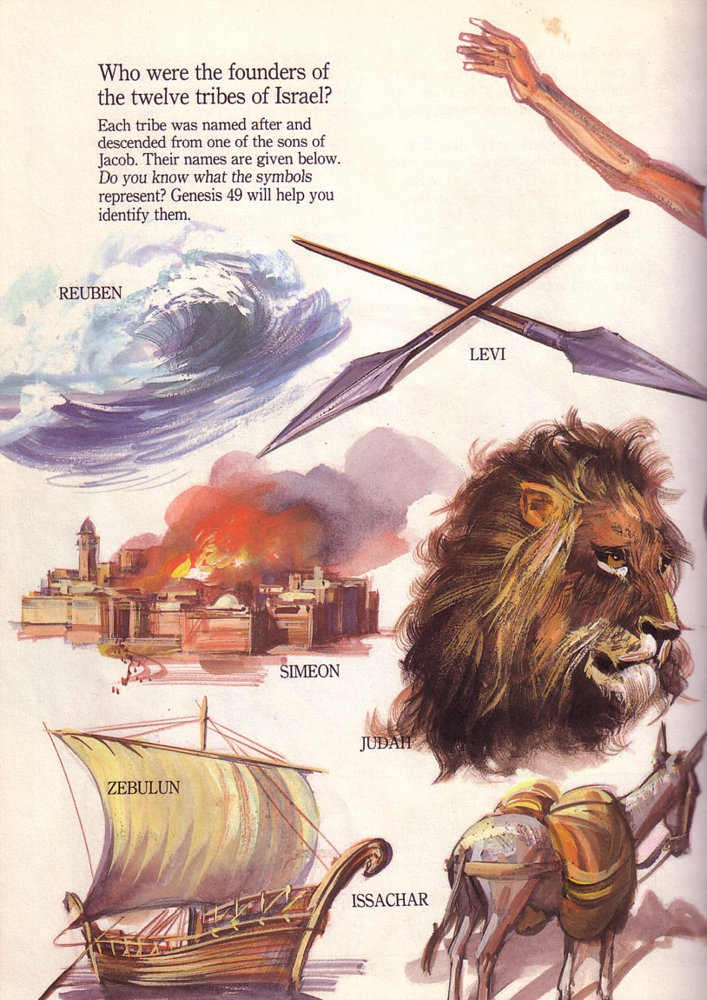 Who were the founders of
the twelve tribes of Israel?
Each tribe was named after and
descended from one of the sons of
Jacob. Their names are given below.
Do you know what the symbols
represent? Genesis 49 will help you
identify them.
REUBEN
LEVI
SIMEON
JUDAH
ZEBULUN
ISSACHAR